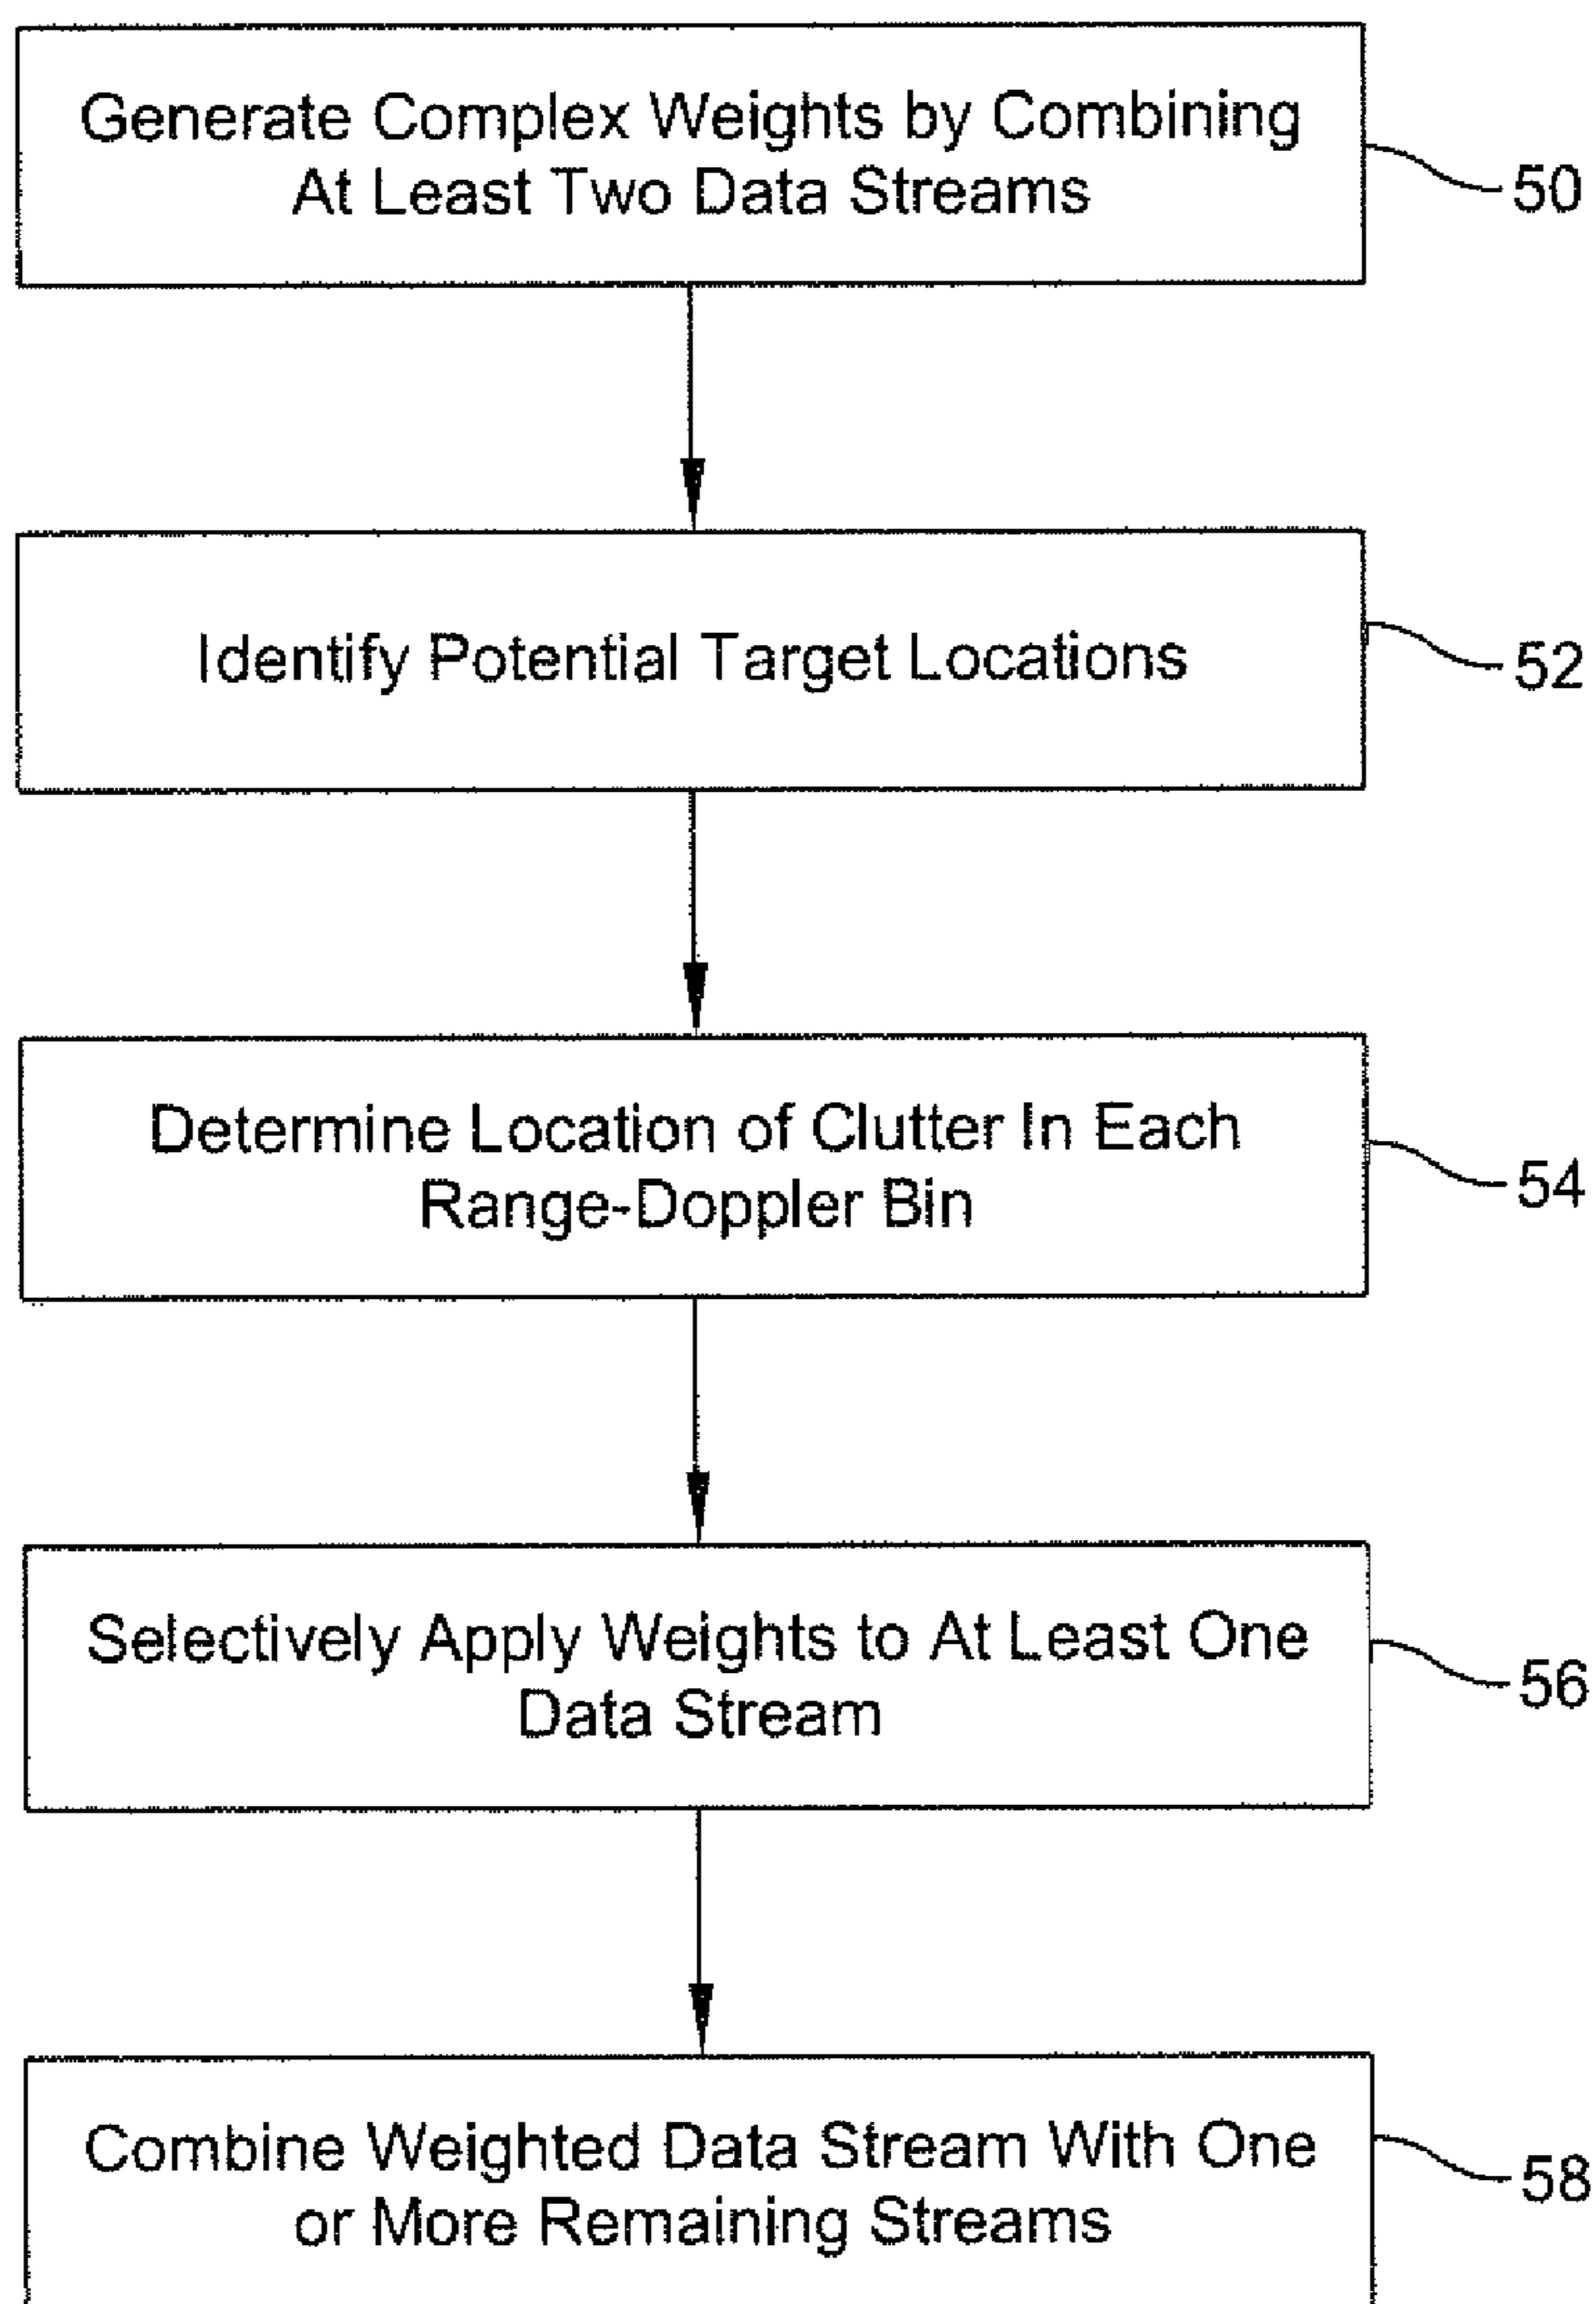 Generate Complex Weights by Combining
At Least Two Data Streams
50
Identify Potential Target Locations
52
Determine Location of Clutter In Each
Range-Doppler Bin
54
Selectively Apply Weights to At Least One
Data Stream
56
Combine Weighted Data Stream With One
or More Remaining Streams
58